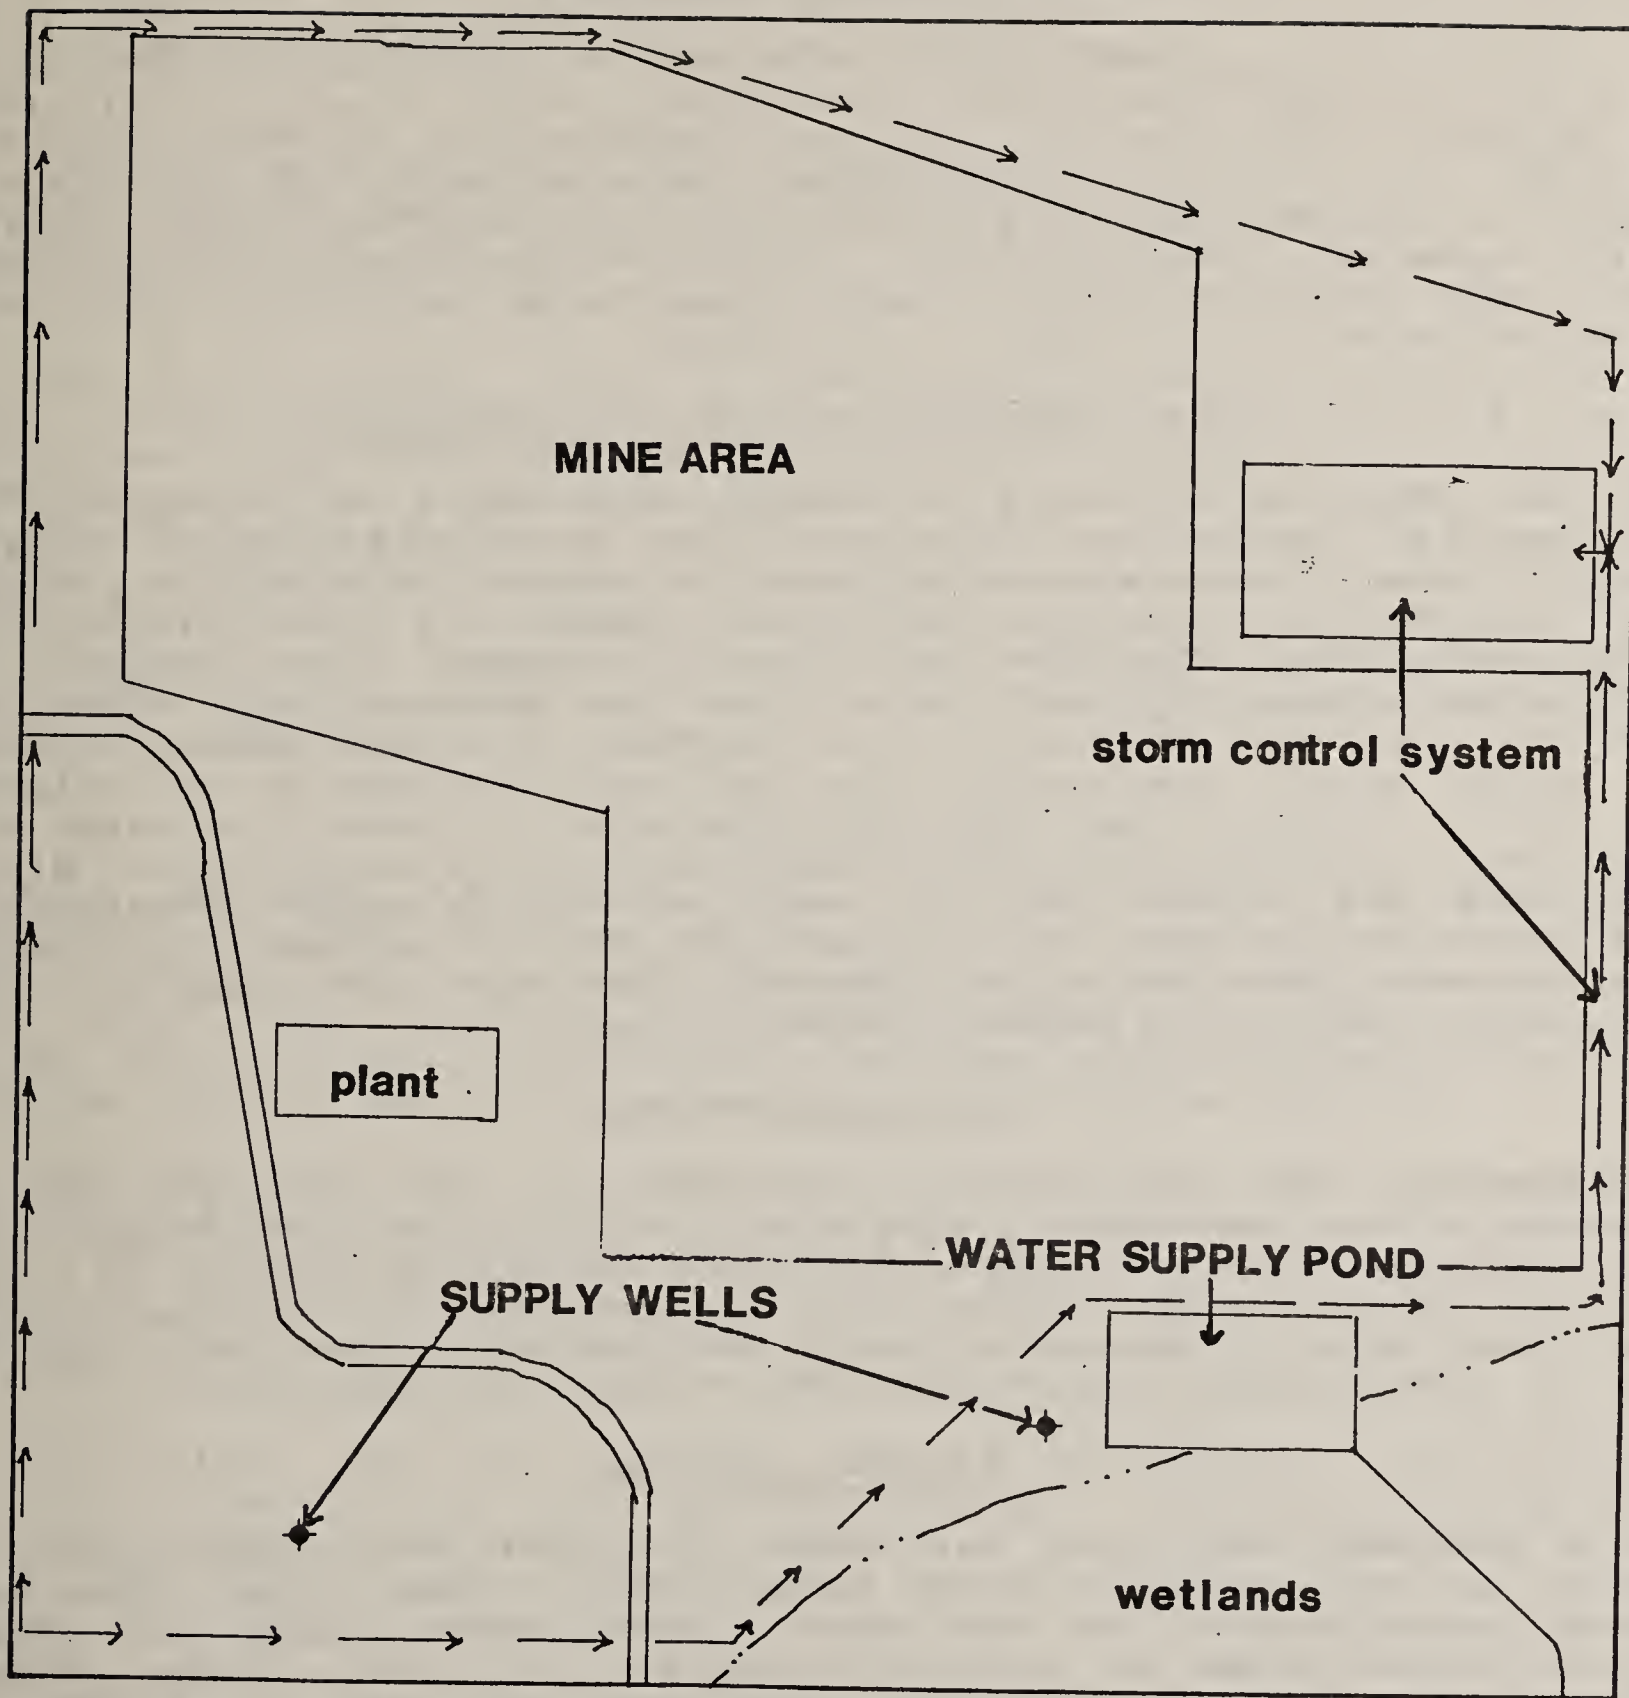 MINE AREA
storm control system
plant
WATER SUPPLY POND
SUPPLY WELLS
wetlands